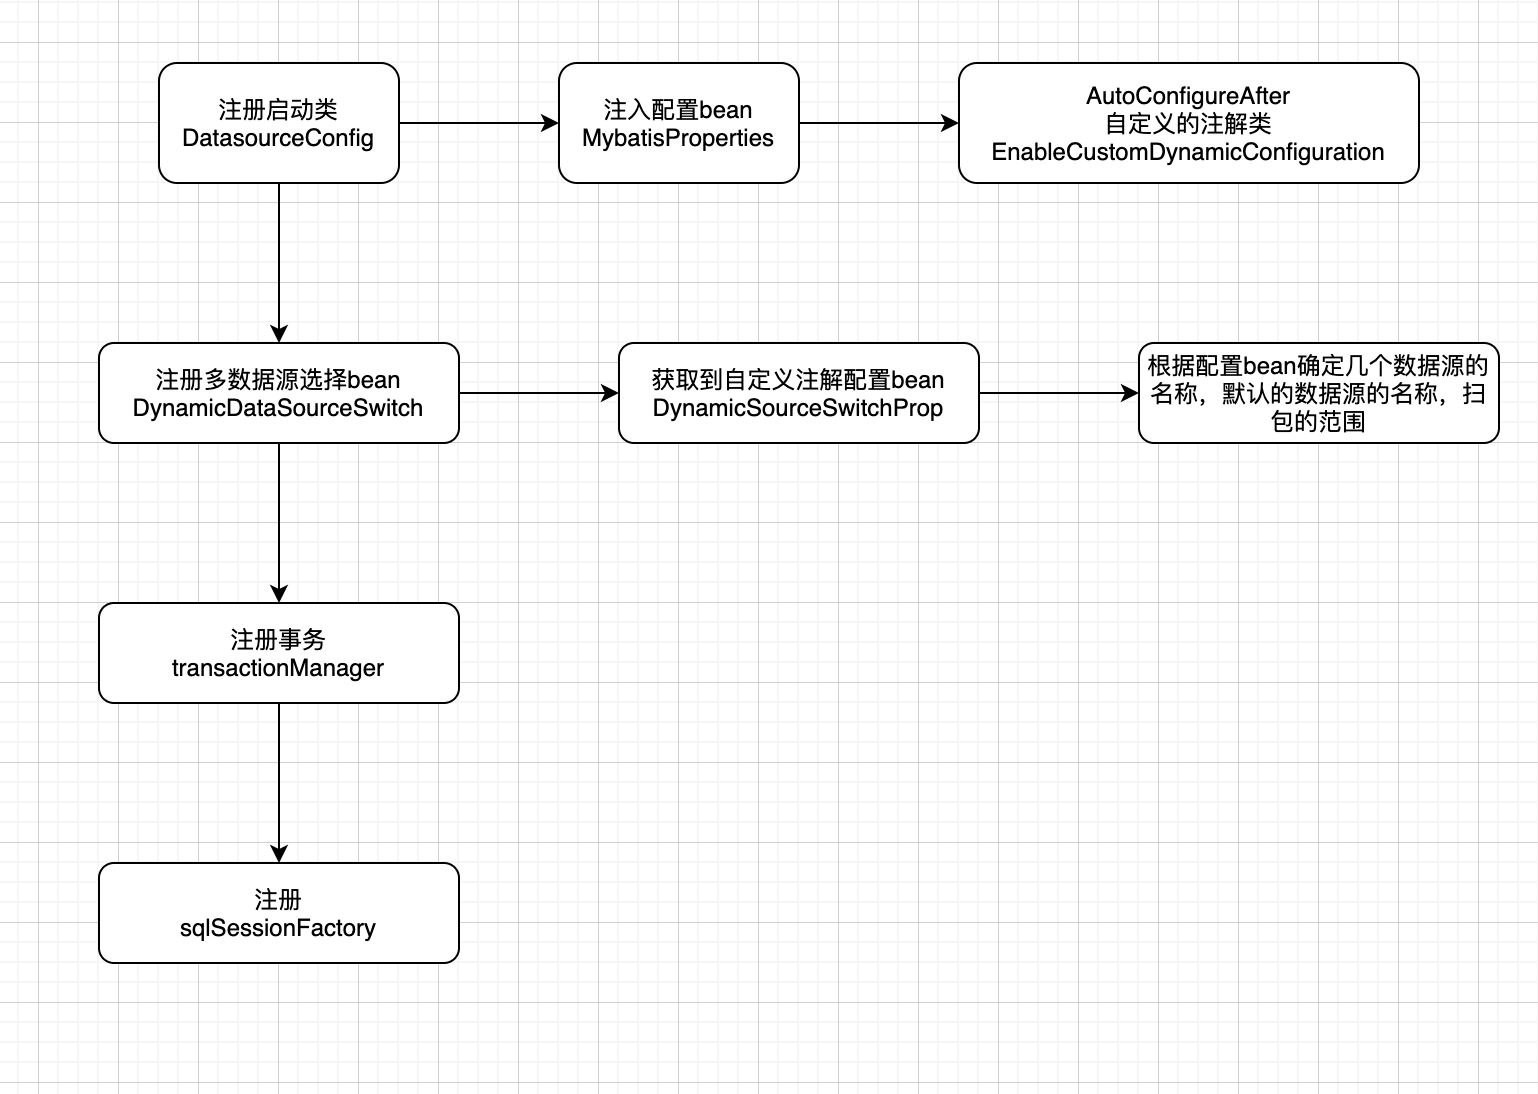 注册启动类
DatasourceConfig
注入配置bean
MybatisProperties
AutoConfigureAfter
自定义的注解类
EnableCustomDynamicConfiguration
注册多数据源选择bean
DynamicDataSourceSwitch
获取到自定义注解配置bean
DynamicSourceSwitchProp
根据配置bean确定几个数据源的
名称，默认的数据源的名称，扫
包的范围
注册事务
transactionManager
注册
sqlSessionFactory